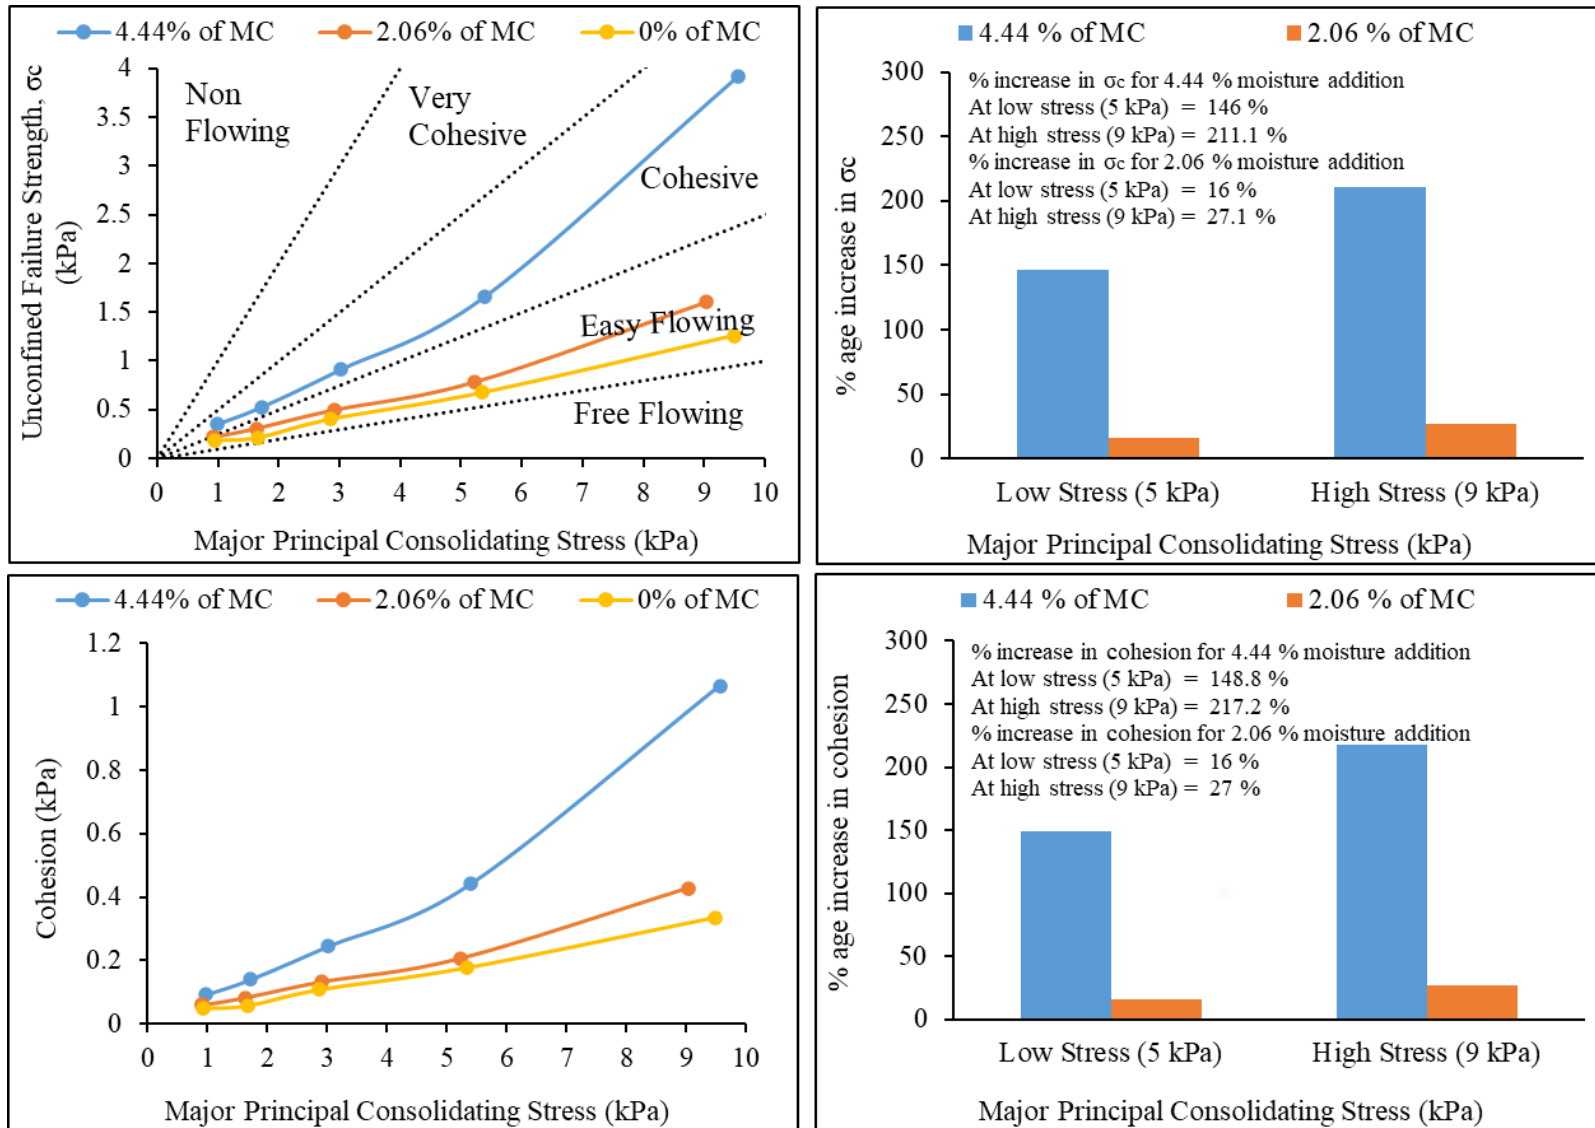 4.44% of MC 2.06% of MC 0% of MC
Unconfined Failure Strength, σc
(kPa)
4
3.5
3
2.5
2
1.5
1
0.5
0
Non
Flowing
Very
Cohesive
Cohesive
Easy Flowing
Free Flowing
0 1 2 3 4 5 6 7 8 9 10
Major Principal Consolidating Stress (kPa)
4.44 % of MC 2.06 % of MC
% age increase in σc
300
250
200
150
100
50
0
% increase in σc for 4.44 % moisture addition
At low stress (5 kPa) = 146 %
At high stress (9 kPa) = 211.1 %
% increase in σc for 2.06 % moisture addition
At low stress (5 kPa) = 16 %
At high stress (9 kPa) = 27.1 %
Low Stress (5 kPa) High Stress (9 kPa)
Major Principal Consolidating Stress (kPa)
4.44% of MC 2.06% of MC 0% of MC
Cohesion (kPa)
1.2
1
0.8
0.6
0.4
0.2
0
0 1 2 3 4 5 6 7 8 9 10
Major Principal Consolidating Stress (kPa)
4.44 % of MC 2.06 % of MC
% age increase in cohesion
300
250
200
150
100
50
0
% increase in cohesion for 4.44 % moisture addition
At low stress (5 kPa) = 148.8 %
At high stress (9 kPa) = 217.2 %
% increase in cohesion for 2.06 % moisture addition
At low stress (5 kPa) = 16 %
At high stress (9 kPa) = 27 %
Low Stress (5 kPa) High Stress (9 kPa)
Major Principal Consolidating Stress (kPa)